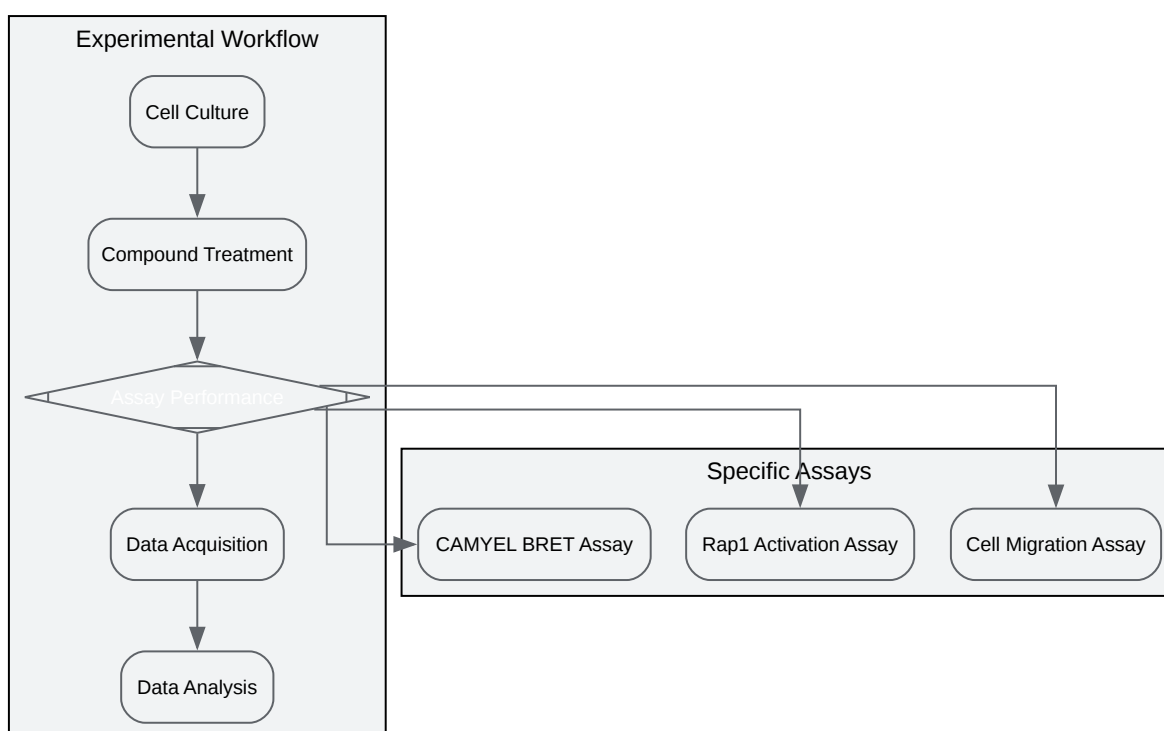 Experimental Workflow
Cell Culture
Compound Treatment
Assay Performance
Specific Assays
Data Acquisition
CAMYEL BRET Assay
Rap1 Activation Assay
Cell Migration Assay
Data Analysis